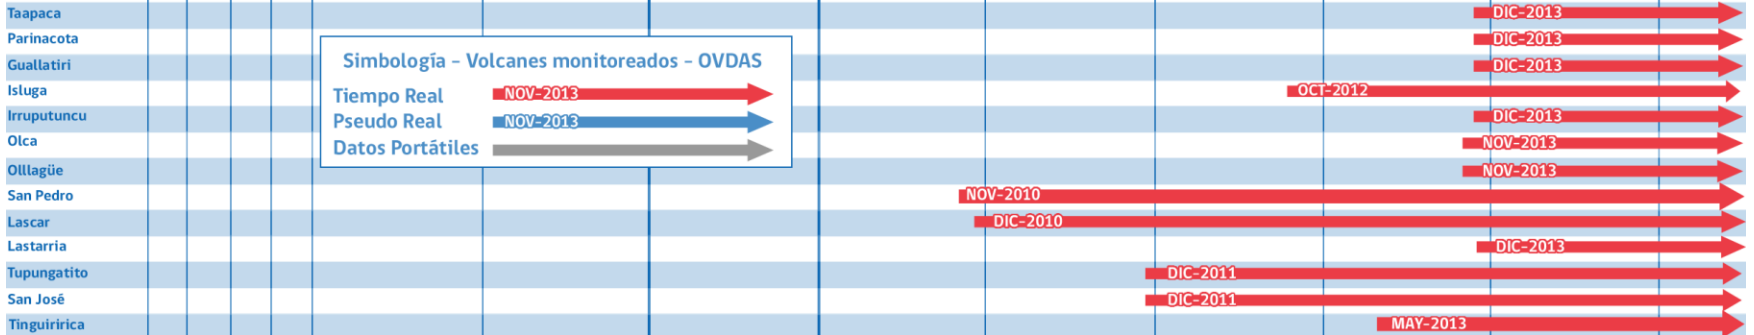 Taapaca DIC-2013
Parinacota DIC-2013
Simbología – Volcanes monitoreados – OVDAS
Tiempo Real NOV-2013
Pseudo Real NOV-2013
Datos Portátiles
Guallatiri DIC-2013
Isluga OCT-2012
Irruputuncu DIC-2013
Olca NOV-2013
Olllagüe NOV-2013
San Pedro NOV-2010
Lascar DIC-2010
Lastarria DIC-2013
Tupungatito DIC-2011
San José DIC-2011
Tinguiririca MAY-2013